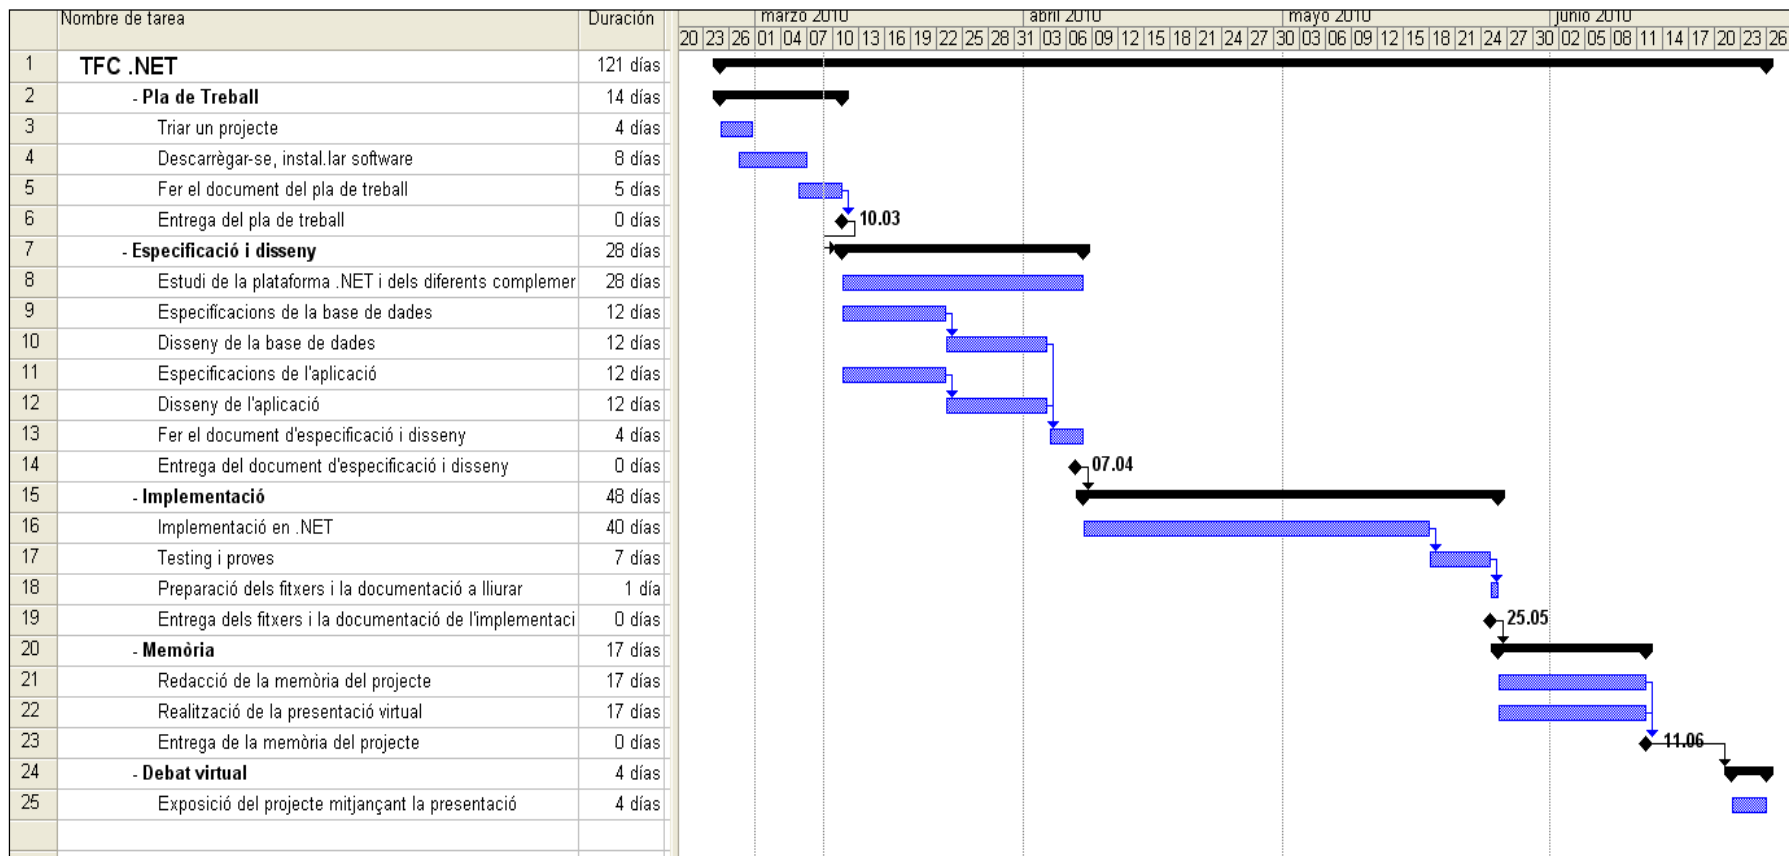 Nombre de tarea Duración marzo 2010 abril 2010 mayo 2010 junio 2010
20 23 26 01 04 07 10 13 16 19 22 25 28 31 03 06 09 12 15 18 21 24 27 30 03 06 09 12 15 18 21 24 27 30 02 05 08 11 14 17 20 23 26
1 TFC .NET 121 días
2 - Pla de Treball 14 días
3 Triar un projecte 4 días
4 Descarrègar-se, instal.lar software 8 días
5 Fer el document del pla de treball 5 días
6 Entrega del pla de treball 0 días 10.03
7 - Especificació i disseny 28 días
8 Estudi de la plataforma .NET i dels diferents complemer 28 días
9 Especificacions de la base de dades 12 días
10 Disseny de la base de dades 12 días
11 Especificacions de l'aplicació 12 días
12 Disseny de l'aplicació 12 días
13 Fer el document d'especificació i disseny 4 días
14 Entrega del document d'especificació i disseny 0 días 07.04
15 - Implementació 48 días
16 Implementació en .NET 40 días
17 Testing i proves 7 días
18 Preparació dels fitxers i la documentació a lliurar 1 día
19 Entrega dels fitxers i la documentació de l'implementaci 0 días 25.05
20 - Memòria 17 días
21 Redacció de la memòria del projecte 17 días
22 Realització de la presentació virtual 17 días
23 Entrega de la memòria del projecte 0 días 11.06
24 - Debat virtual 4 días
25 Exposició del projecte mitjançant la presentació 4 días